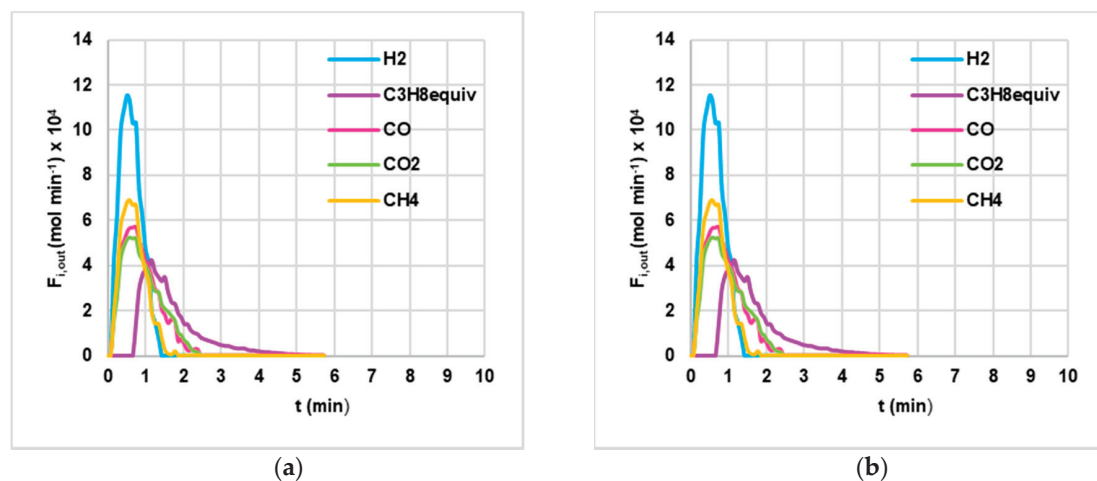 14
12
10
8
6
4
2
0
F i,out (mol min⁻¹) x 10⁴
H2
C3H8equiv
CO
CO2
CH4
0 1 2 3 4 5 6 7 8 9 10
t (min)
(a)
14
12
10
8
6
4
2
0
F i,out (mol min⁻¹) x 10⁴
H2
C3H8equiv
CO
CO2
CH4
0 1 2 3 4 5 6 7 8 9 10
t (min)
(b)